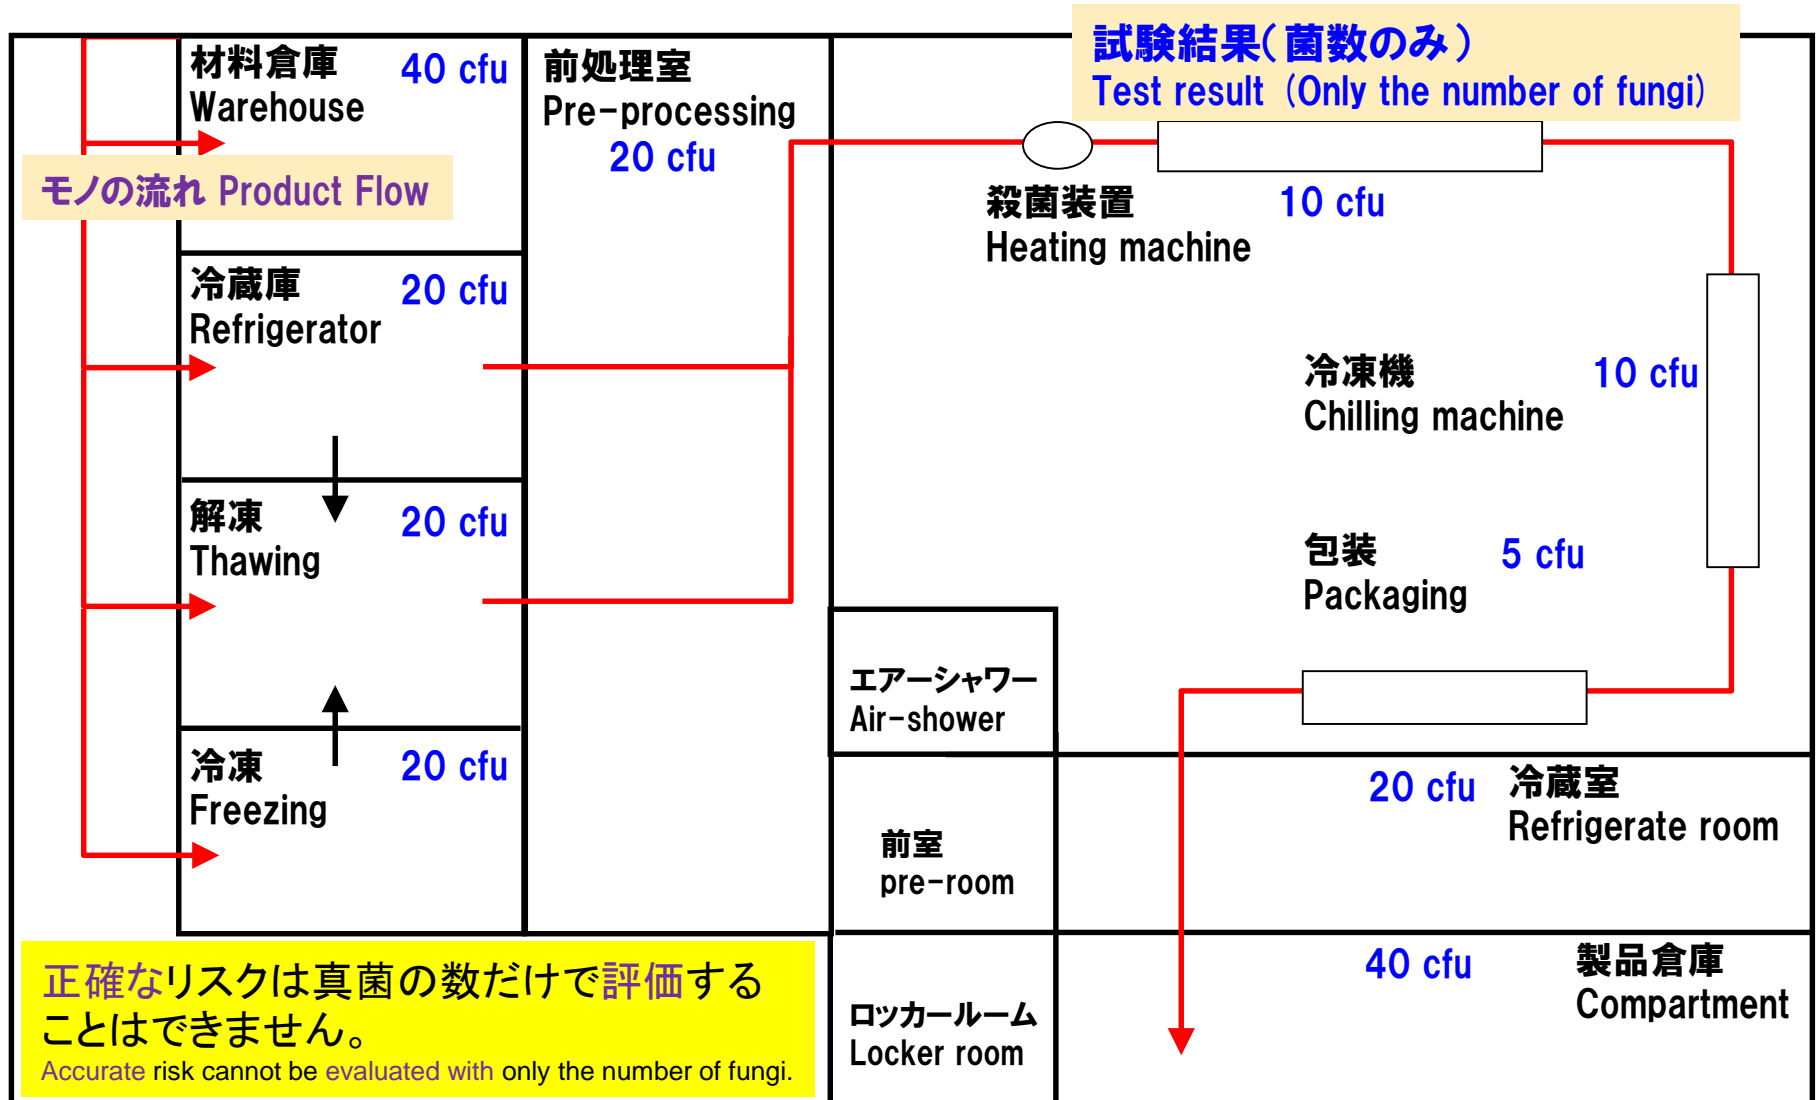 試験結果(菌数のみ)
Test result (Only the number of fungi)
材料倉庫 40 cfu
Warehouse
前処理室
Pre-processing
20 cfu
モノの流れ Product Flow
殺菌装置
Heating machine
10 cfu
冷蔵庫 20 cfu
Refrigerator
冷凍機 10 cfu
Chilling machine
解凍 20 cfu
Thawing
包装 5 cfu
Packaging
エアーシャワー
Air-shower
冷凍 20 cfu
Freezing
20 cfu 冷蔵室
Refrigerate room
前室
pre-room
40 cfu 製品倉庫
Compartment
ロッカールーム
Locker room
正確なリスクは真菌の数だけで評価する
ことはできません。
Accurate risk cannot be evaluated with only the number of fungi.